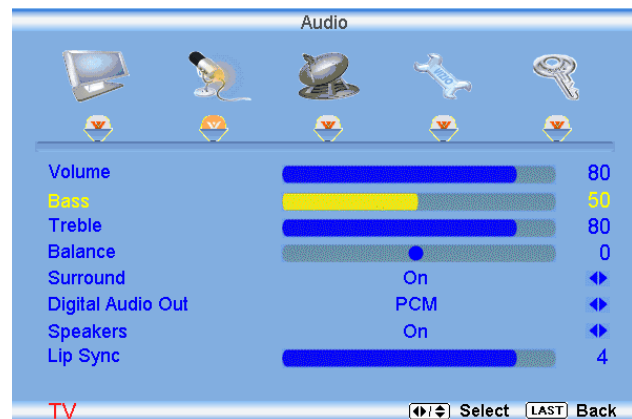 Audio
VIZIO
Volume 80
Bass 50
Treble 80
Balance 0
Surround On
Digital Audio Out PCM
Speakers On
Lip Sync 4
TV Select LAST Back